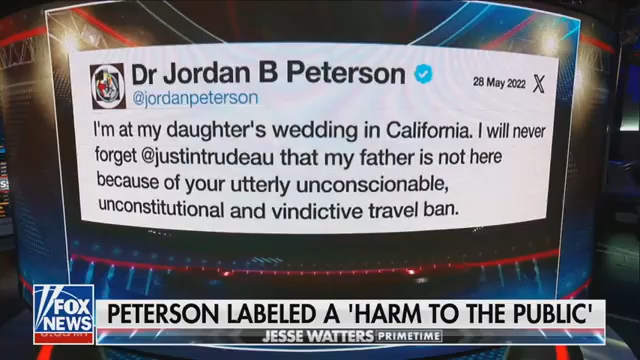 Dr Jordan B Peterson
28 May 2022 X
@jordanpeterson
I'm at my daughter's wedding in California. I will never
forget @justintrudeau that my father is not here
because of your utterly unconscionable,
unconstitutional and vindictive travel ban.
FOX
NEWS
PETERSON LABELED A 'HARM TO THE PUBLIC'
JESSE WATTERS PRIMETIME